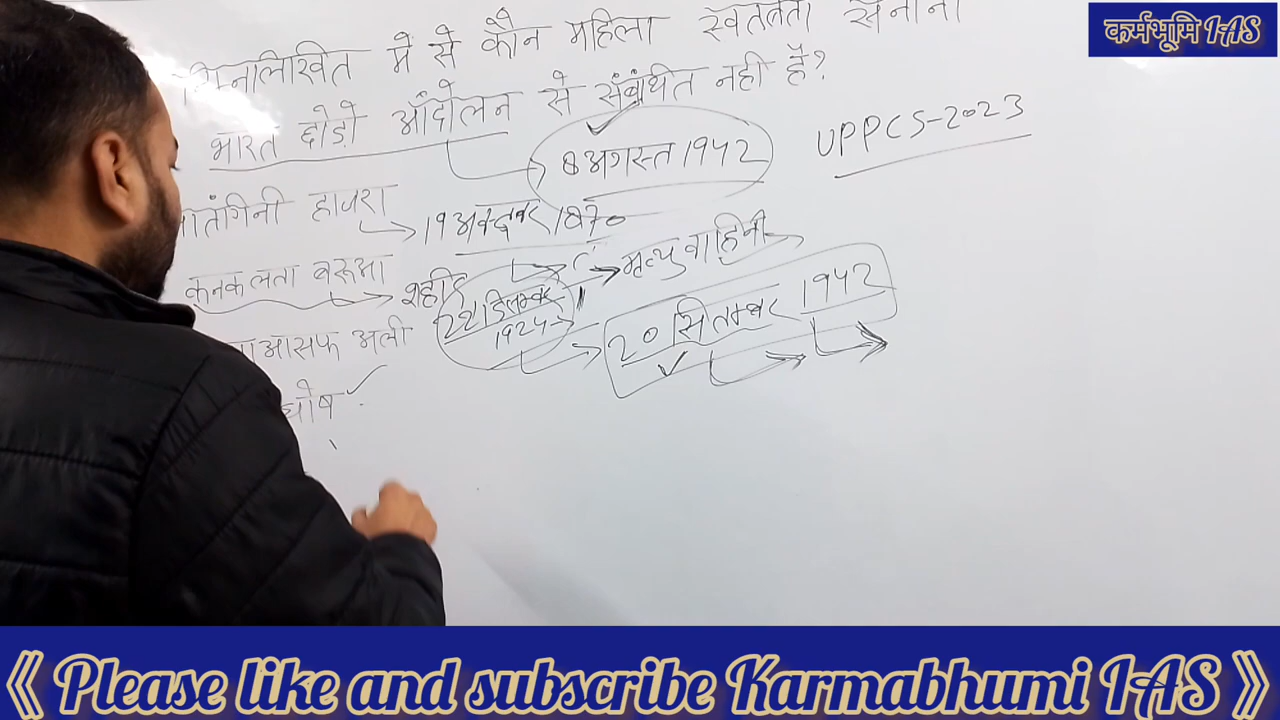 कर्मभूमि IAS
निम्नलिखित में से कौन महिला स्वतंत्रता सेनानी
भारत छोड़ो आंदोलन से संबंधीत नही है?
8 अगस्त 1942
UPPCS-2023
हाजरा
19 अक्टूबर 1870
कनकलता बरूआ
शहीद
22 दिसम्बर
1924
मृत्यु वाहिनी
20 सितम्बर 1942
आसफ अली
घोष
《 Please like and subscribe Karmabhumi IAS 》